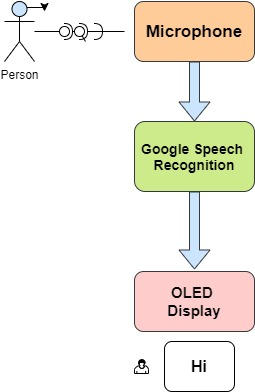 Microphone
Person
Google Speech
Recognition
OLED
Display
Hi